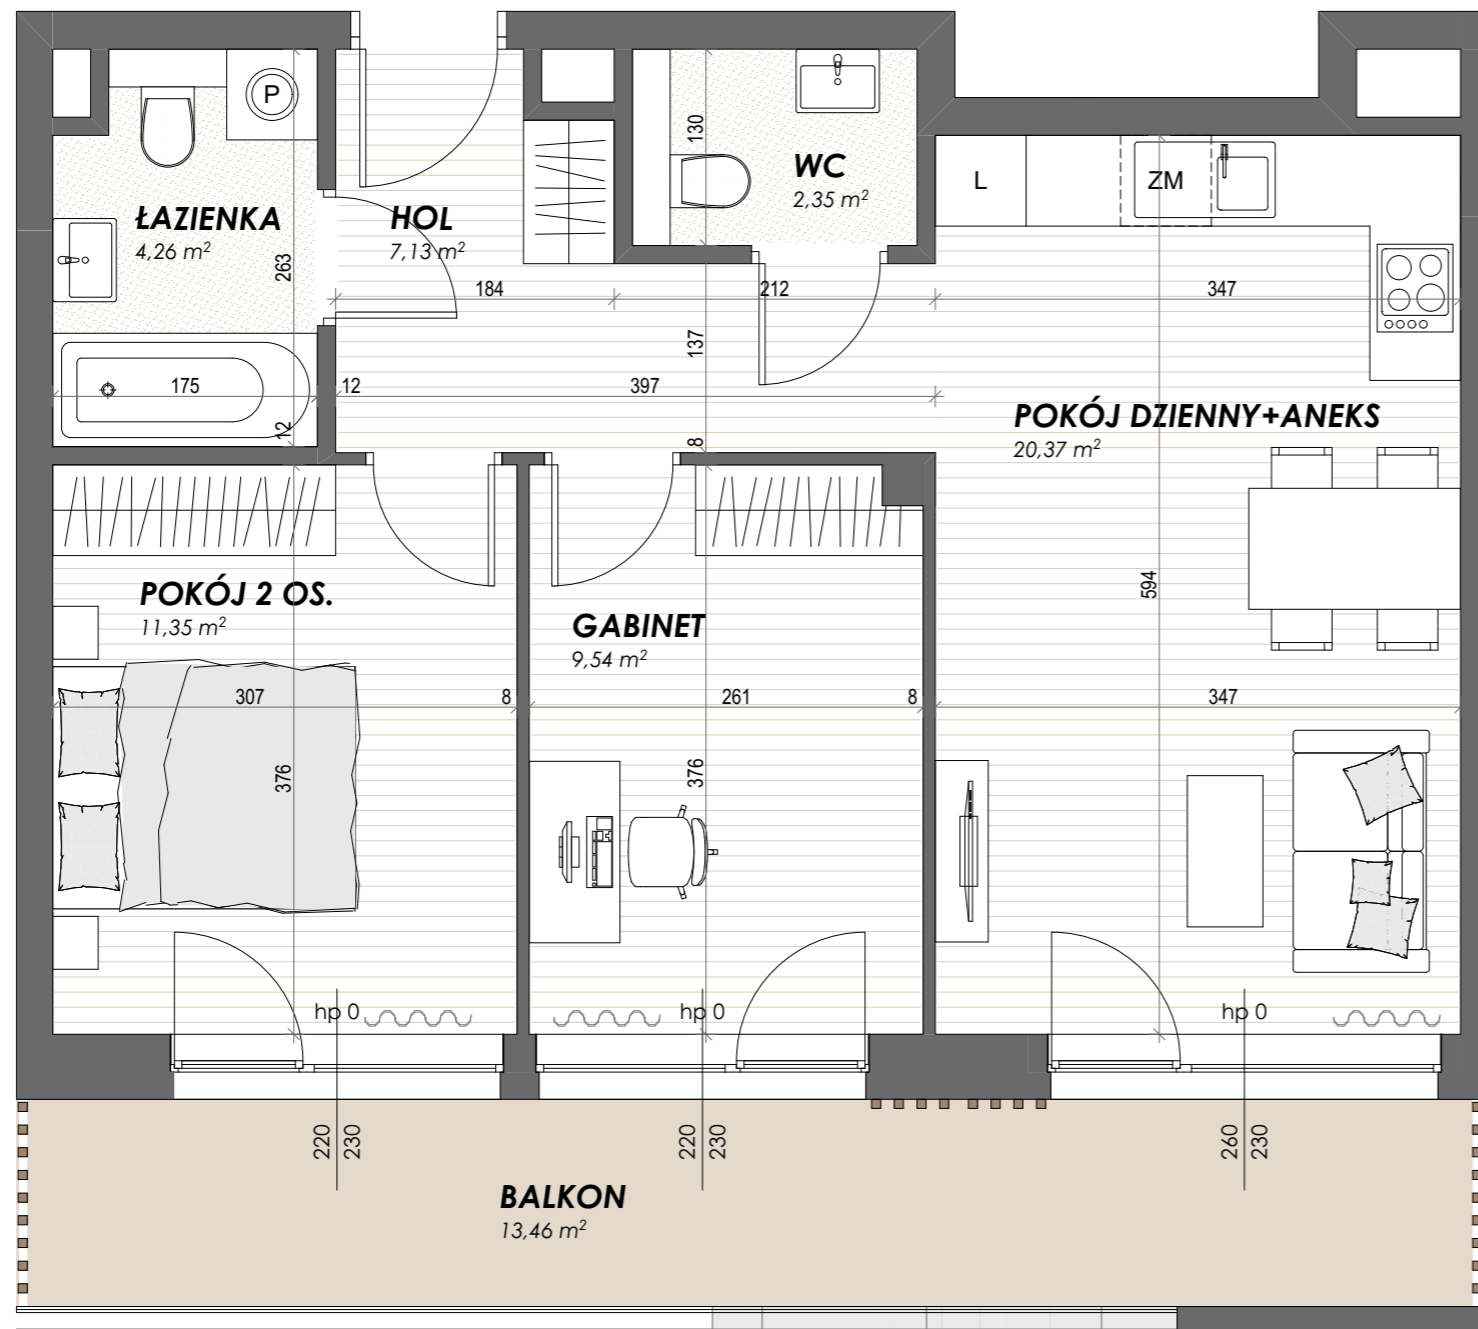 P
130
WC
2,35 m²
L
ZM
ŁAZIENKA
4,26 m²
HOL
7,13 m²
263
184
212
347
137
175
12
397
12
8
POKÓJ DZIENNY+ANEKS
20,37 m²
POKÓJ 2 OS.
11,35 m²
GABINET
9,54 m²
594
307
8
261
8
347
376
376
hp 0
hp 0
hp 0
220
230
220
230
260
230
BALKON
13,46 m²